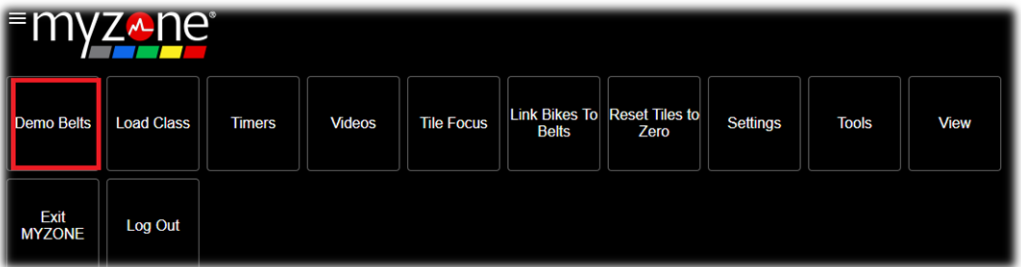 myzone®
Demo Belts
Load Class
Timers
Videos
Tile Focus
Link Bikes To
Belts
Reset Tiles to
Zero
Settings
Tools
View
Exit
MYZONE
Log Out